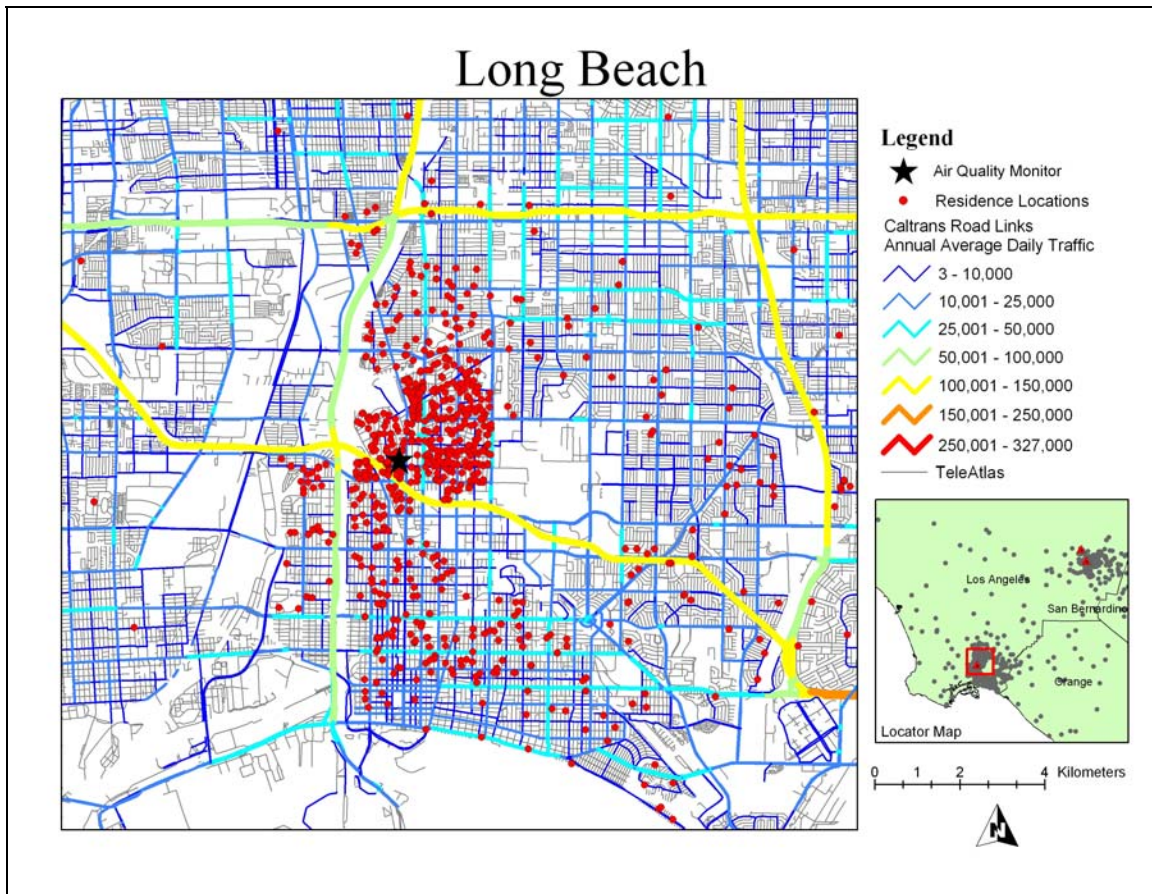 Long Beach
Legend
Air Quality Monitor
Residence Locations
Caltrans Road Links
Annual Average Daily Traffic
3 - 10,000
10,001 - 25,000
25,001 - 50,000
50,001 - 100,000
100,001 - 150,000
150,001 - 250,000
250,001 - 327,000
TeleAtlas
Los Angeles
San Bernardino
Orange
Locator Map
0 1 2 4 Kilometers
N